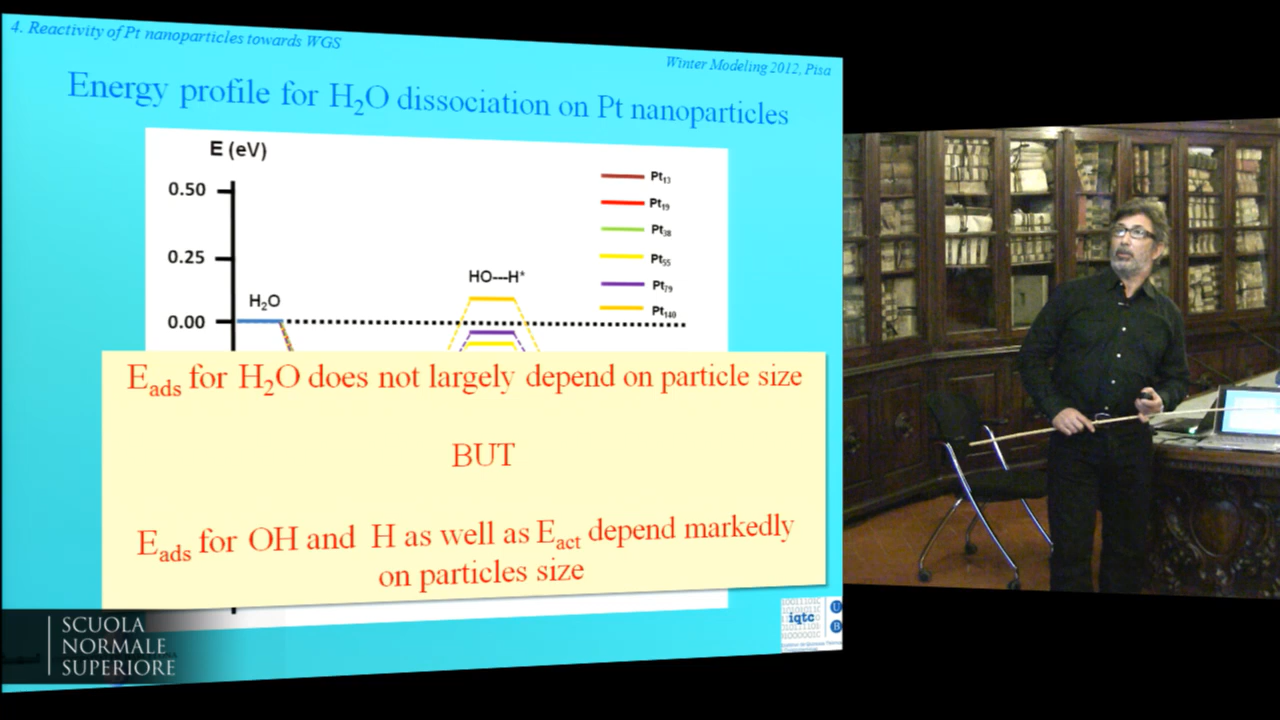 4. Reactivity of Pt nanoparticles towards WGS
Winter Modeling 2012, Pisa
Energy profile for H₂O dissociation on Pt nanoparticles
E (eV)
0.50
0.25
0.00
H₂O
HO---H*
Pt₁₃
Pt₁₉
Pt₃₈
Pt₅₅
Pt₇₉
Pt₁₄₀
E_ads for H₂O does not largely depend on particle size
BUT
E_ads for OH and H as well as E_act depend markedly
on particles size
iqtc
U
B
SCUOLA
NORMALE
SUPERIORE